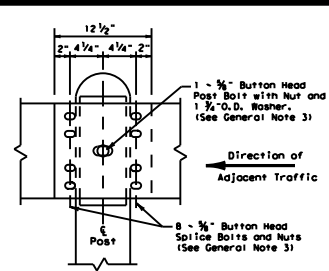 12 ½"
2" 4 ¼" 4 ¼" 2"
1 ~ ⅝" Button Head
Post Bolt with Nut and
1 ¾" O.D. Washer.
(See General Note 3)
Direction of
Adjacent Traffic
℄
Post
8 ~ ⅝" Button Head
Splice Bolts and Nuts
(See General Note 3)